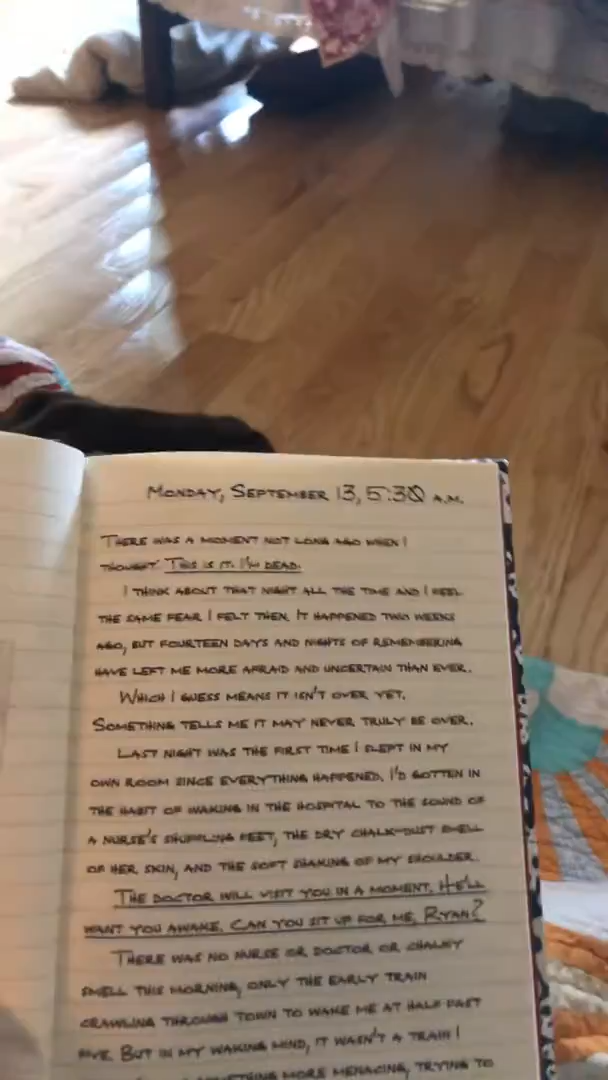 MONDAY, SEPTEMBER 13, 5:30 A.M.
THERE WAS A MOMENT NOT LONG AGO WHEN I
THOUGHT: THIS IS IT. I'M DEAD.
I THINK ABOUT THAT NIGHT ALL THE TIME AND I FEEL
THE SAME FEAR I FELT THEN. IT HAPPENED TWO WEEKS
AGO, BUT FOURTEEN DAYS AND NIGHTS OF REMEMBERING
HAVE LEFT ME MORE AFRAID AND UNCERTAIN THAN EVER.
WHICH I GUESS MEANS IT ISN'T OVER YET.
SOMETHING TELLS ME IT MAY NEVER TRULY BE OVER.
LAST NIGHT WAS THE FIRST TIME I SLEPT IN MY
OWN ROOM SINCE EVERYTHING HAPPENED. I'D GOTTEN IN
THE HABIT OF WAKING IN THE HOSPITAL TO THE SOUND OF
A NURSE'S SHUFFLING FEET, THE DRY CHALK-DUST SMELL
OF HER SKIN, AND THE SOFT SHAKING OF MY SHOULDER.
THE DOCTOR WILL VISIT YOU IN A MOMENT. HE'LL
WANT YOU AWAKE. CAN YOU SIT UP FOR ME, RYAN?
THERE WAS NO NURSE OR DOCTOR OR CHALKY
SMELL THIS MORNING, ONLY THE EARLY TRAIN
CRAWLING THROUGH TOWN TO WAKE ME AT HALF PAST
FIVE. BUT IN MY WAKING MIND, IT WASN'T A TRAIN I
SOMETHING MORE MENACING, TRYING TO